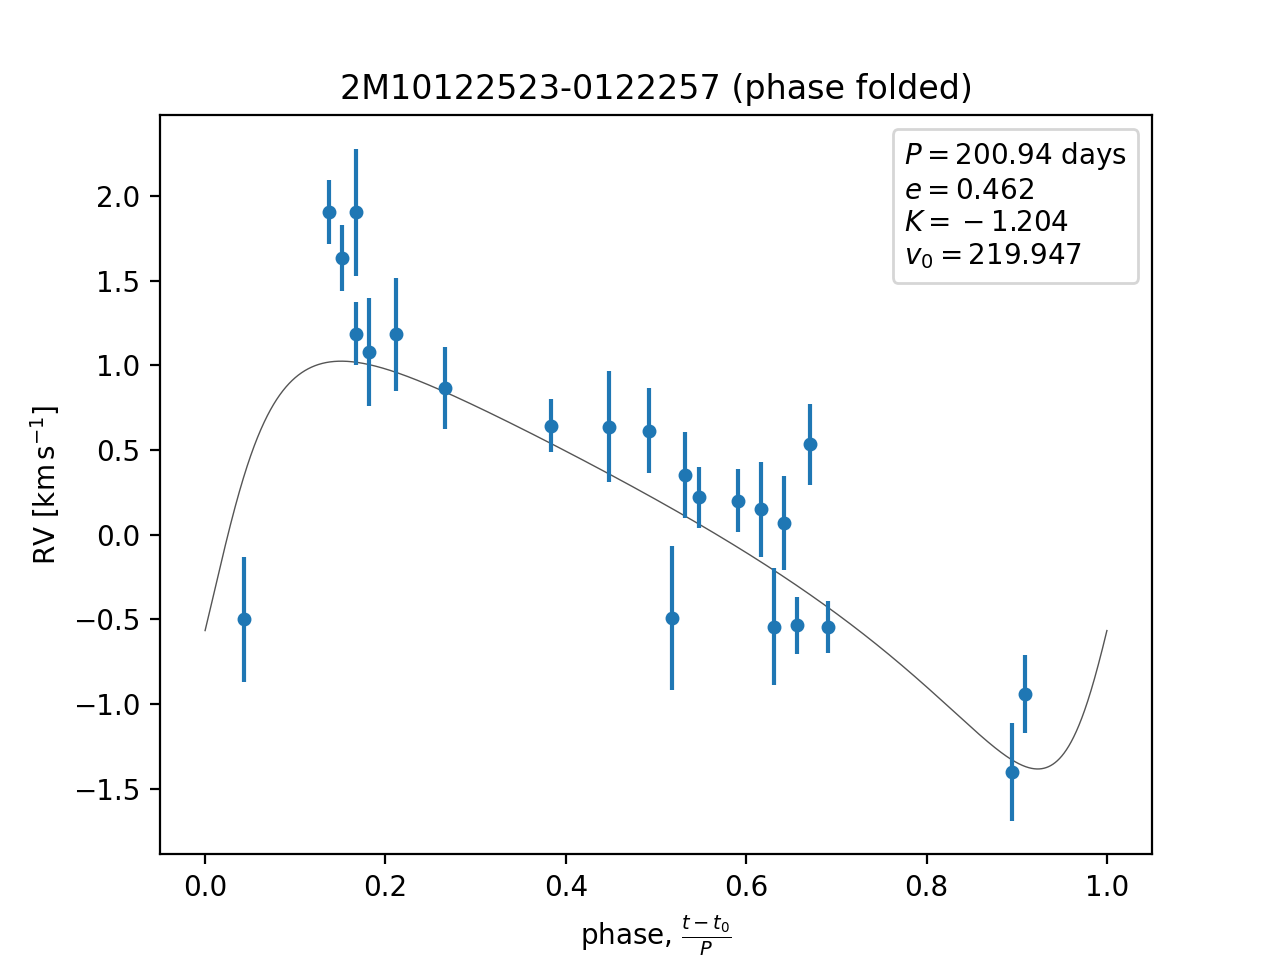 2M10122523-0122257 (phase folded)
P = 200.94 days
e = 0.462
K = −1.204
v₀ = 219.947
RV [km s⁻¹]
2.0
1.5
1.0
0.5
0.0
−0.5
−1.0
−1.5
0.0 0.2 0.4 0.6 0.8 1.0
phase, (t − t₀)/P